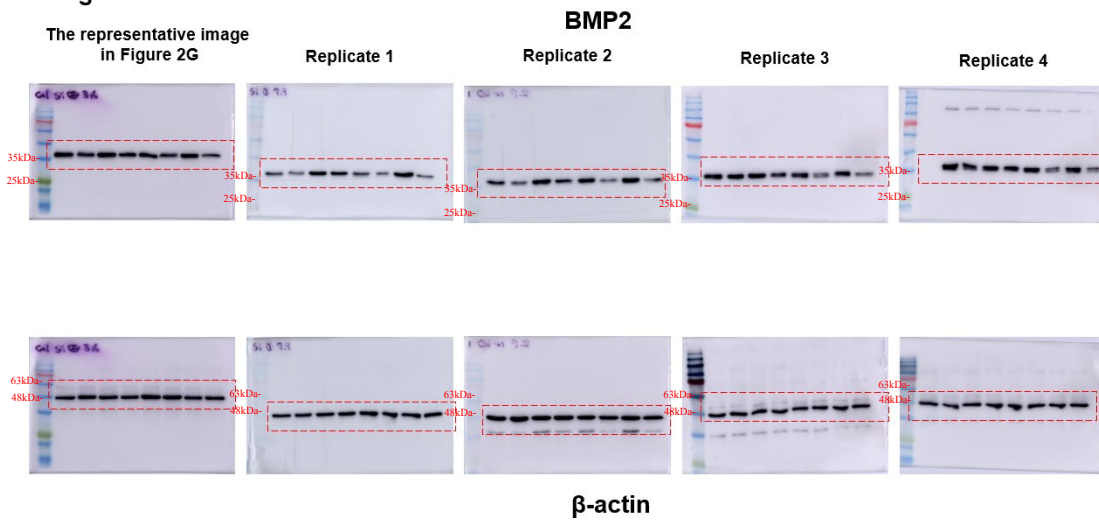 BMP2
The representative image
in Figure 2G
Replicate 1
Replicate 2
Replicate 3
Replicate 4
35kDa-
25kDa-
35kDa-
25kDa-
35kDa-
25kDa-
35kDa-
25kDa-
35kDa-
25kDa-
63kDa-
48kDa-
63kDa-
48kDa-
63kDa-
48kDa-
63kDa-
48kDa-
63kDa-
48kDa-
β-actin